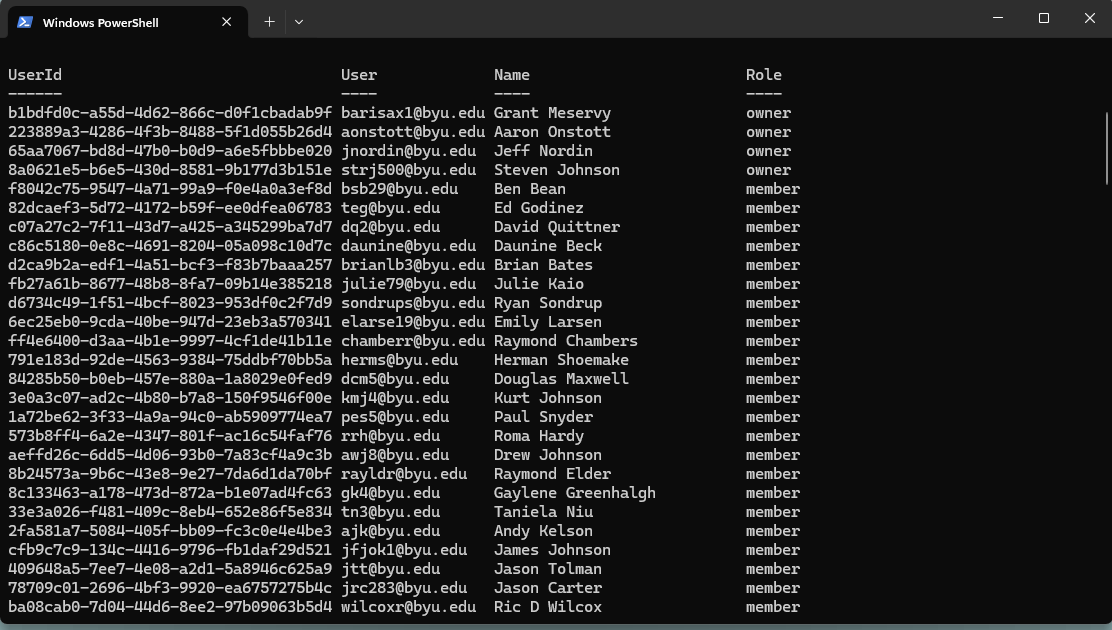 Windows PowerShell
UserId User Name Role
------ ---- ---- ----
b1bdfd0c-a55d-4d62-866c-d0f1cbadab9f barisax1@byu.edu Grant Meservy owner
223889a3-4286-4f3b-8488-5f1d055b26d4 aonstott@byu.edu Aaron Onstott owner
65aa7067-bd8d-47b0-b0d9-a6e5fbbbe020 jnordin@byu.edu Jeff Nordin owner
8a0621e5-b6e5-430d-8581-9b177d3b151e strj500@byu.edu Steven Johnson owner
f8042c75-9547-4a71-99a9-f0e4a0a3ef8d bsb29@byu.edu Ben Bean member
82dcaef3-5d72-4172-b59f-ee0dfea06783 teg@byu.edu Ed Godinez member
c07a27c2-7f11-43d7-a425-a345299ba7d7 dq2@byu.edu David Quittner member
c86c5180-0e8c-4691-8204-05a098c10d7c daunine@byu.edu Daunine Beck member
d2ca9b2a-edf1-4a51-bcf3-f83b7baaa257 brianlb3@byu.edu Brian Bates member
fb27a61b-8677-48b8-8fa7-09b14e385218 julie79@byu.edu Julie Kaio member
d6734c49-1f51-4bcf-8023-953df0c2f7d9 sondrups@byu.edu Ryan Sondrup member
6ec25eb0-9cda-40be-947d-23eb3a570341 elarse19@byu.edu Emily Larsen member
ff4e6400-d3aa-4b1e-9997-4cf1de41b11e chamberr@byu.edu Raymond Chambers member
791e183d-92de-4563-9384-75ddbf70bb5a herms@byu.edu Herman Shoemake member
84285b50-b0eb-457e-880a-1a8029e0fed9 dcm5@byu.edu Douglas Maxwell member
3e0a3c07-ad2c-4b80-b7a8-150f9546f00e kmj4@byu.edu Kurt Johnson member
1a72be62-3f33-4a9a-94c0-ab5909774ea7 pes5@byu.edu Paul Snyder member
573b8ff4-6a2e-4347-801f-ac16c54faf76 rrh@byu.edu Roma Hardy member
aeffd26c-6dd5-4d06-93b0-7a83cf4a9c3b awj8@byu.edu Drew Johnson member
8b24573a-9b6c-43e8-9e27-7da6d1da70bf rayldr@byu.edu Raymond Elder member
8c133463-a178-473d-872a-b1e07ad4fc63 gk4@byu.edu Gaylene Greenhalgh member
33e3a026-f481-409c-8eb4-652e86f5e834 tn3@byu.edu Taniela Niu member
2fa581a7-5084-405f-bb09-fc3c0e4e4be3 ajk@byu.edu Andy Kelson member
cfb9c7c9-134c-4416-9796-fb1daf29d521 jfjok1@byu.edu James Johnson member
409648a5-7ee7-4e08-a2d1-5a8946c625a9 jtt@byu.edu Jason Tolman member
78709c01-2696-4bf3-9920-ea6757275b4c jrc283@byu.edu Jason Carter member
ba08cab0-7d04-44d6-8ee2-97b09063b5d4 wilcoxr@byu.edu Ric D Wilcox member